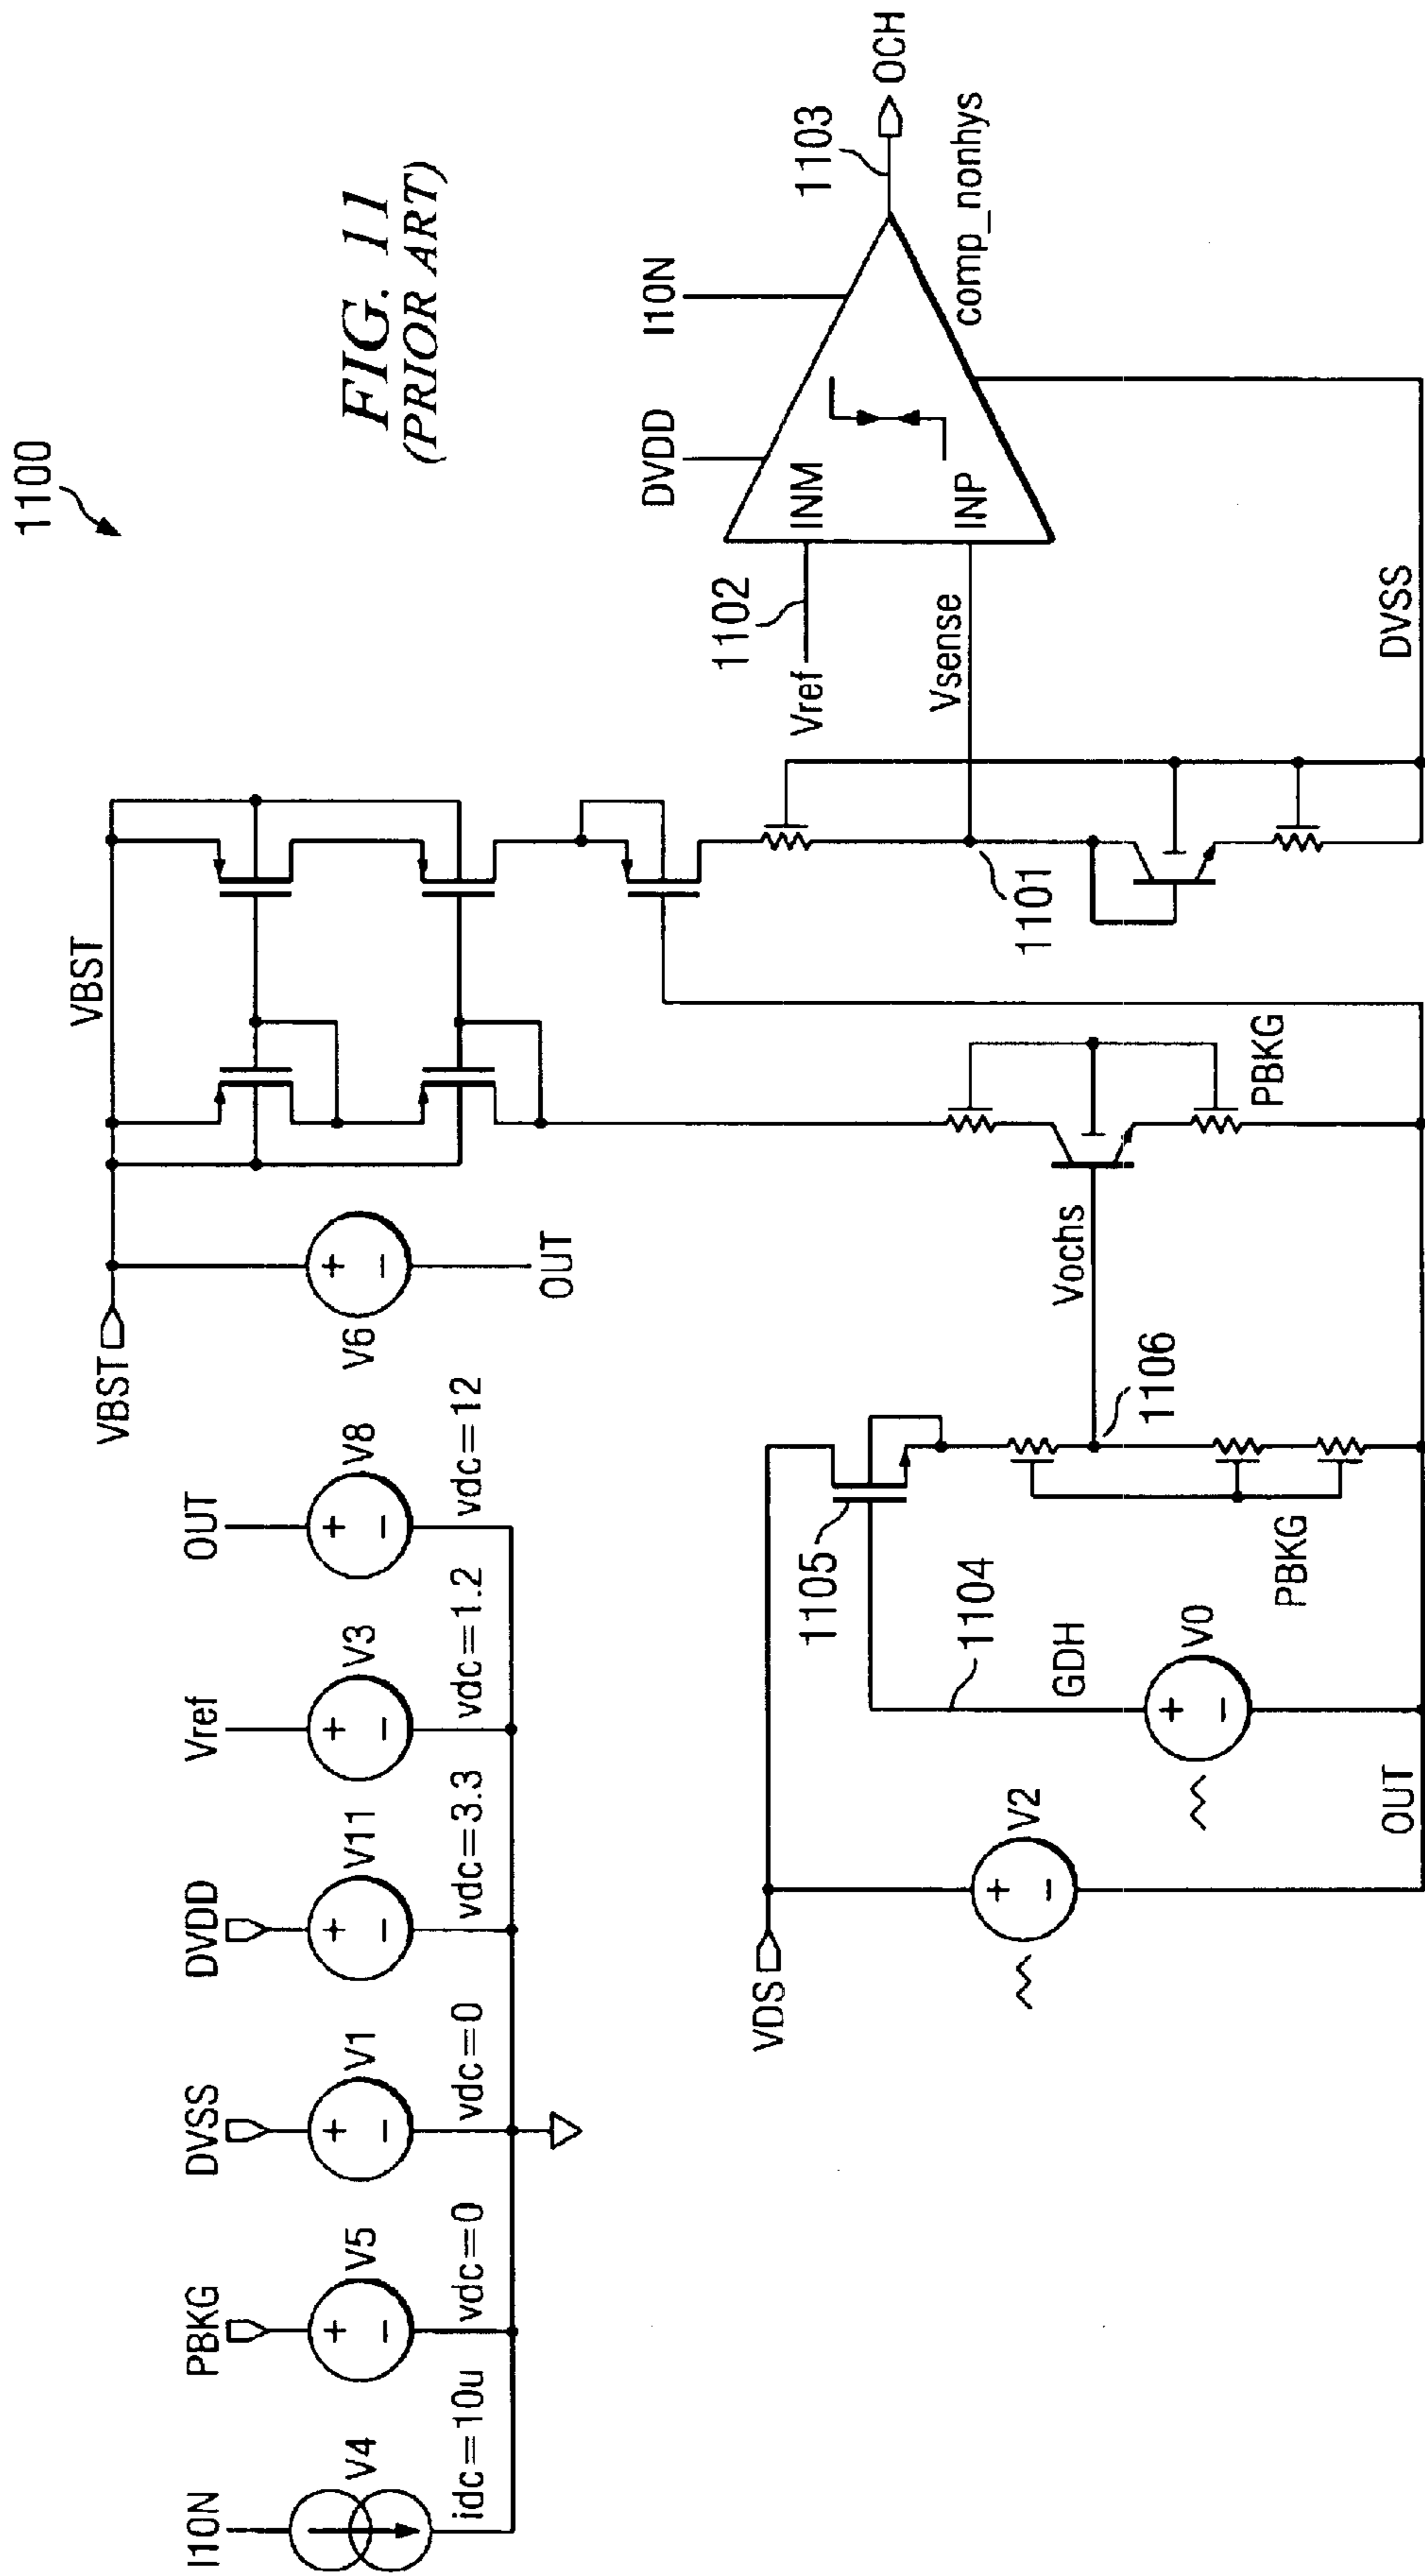 1100
FIG. 11
(PRIOR ART)
I10N
V4
idc=10u
PBKG
V5
vdc=0
DVSS
V1
vdc=0
DVDD
V11
vdc=3.3
Vref
V3
vdc=1.2
OUT
V8
vdc=12
VBST
V6
OUT
VBST
VDS
V2
OUT
GDH
V0
1104
1105
PBKG
1106
Vochs
PBKG
1101
Vsense
Vref
1102
INM
INP
DVDD
I10N
1103
OCH
comp_nonhys
DVSS